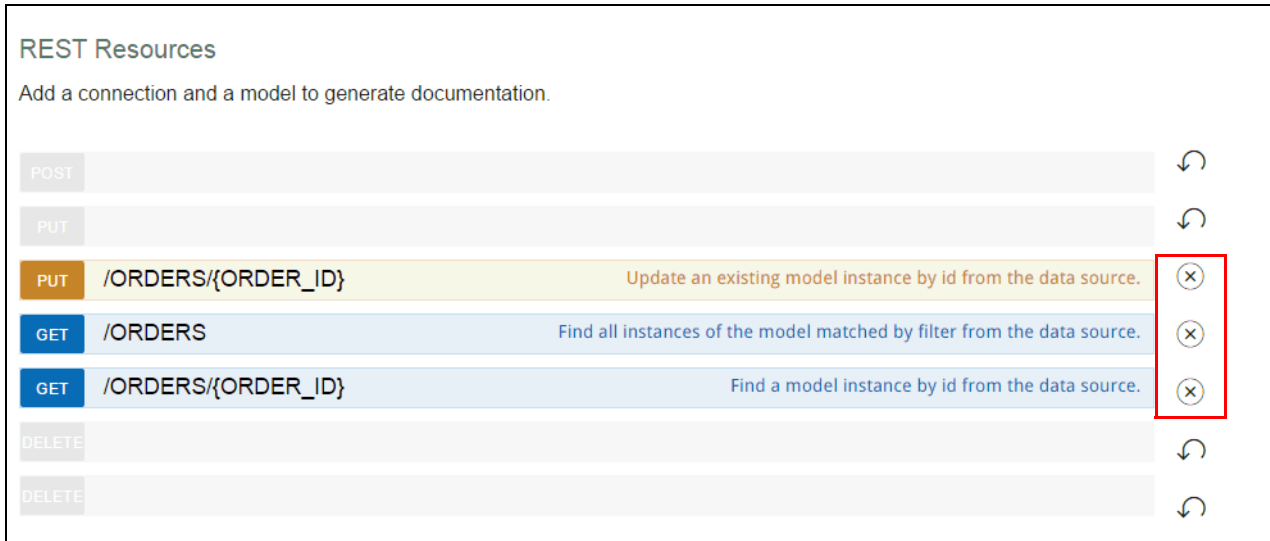 REST Resources
Add a connection and a model to generate documentation.
POST
PUT
PUT /ORDERS/{ORDER_ID} Update an existing model instance by id from the data source.
GET /ORDERS Find all instances of the model matched by filter from the data source.
GET /ORDERS/{ORDER_ID} Find a model instance by id from the data source.
DELETE
DELETE